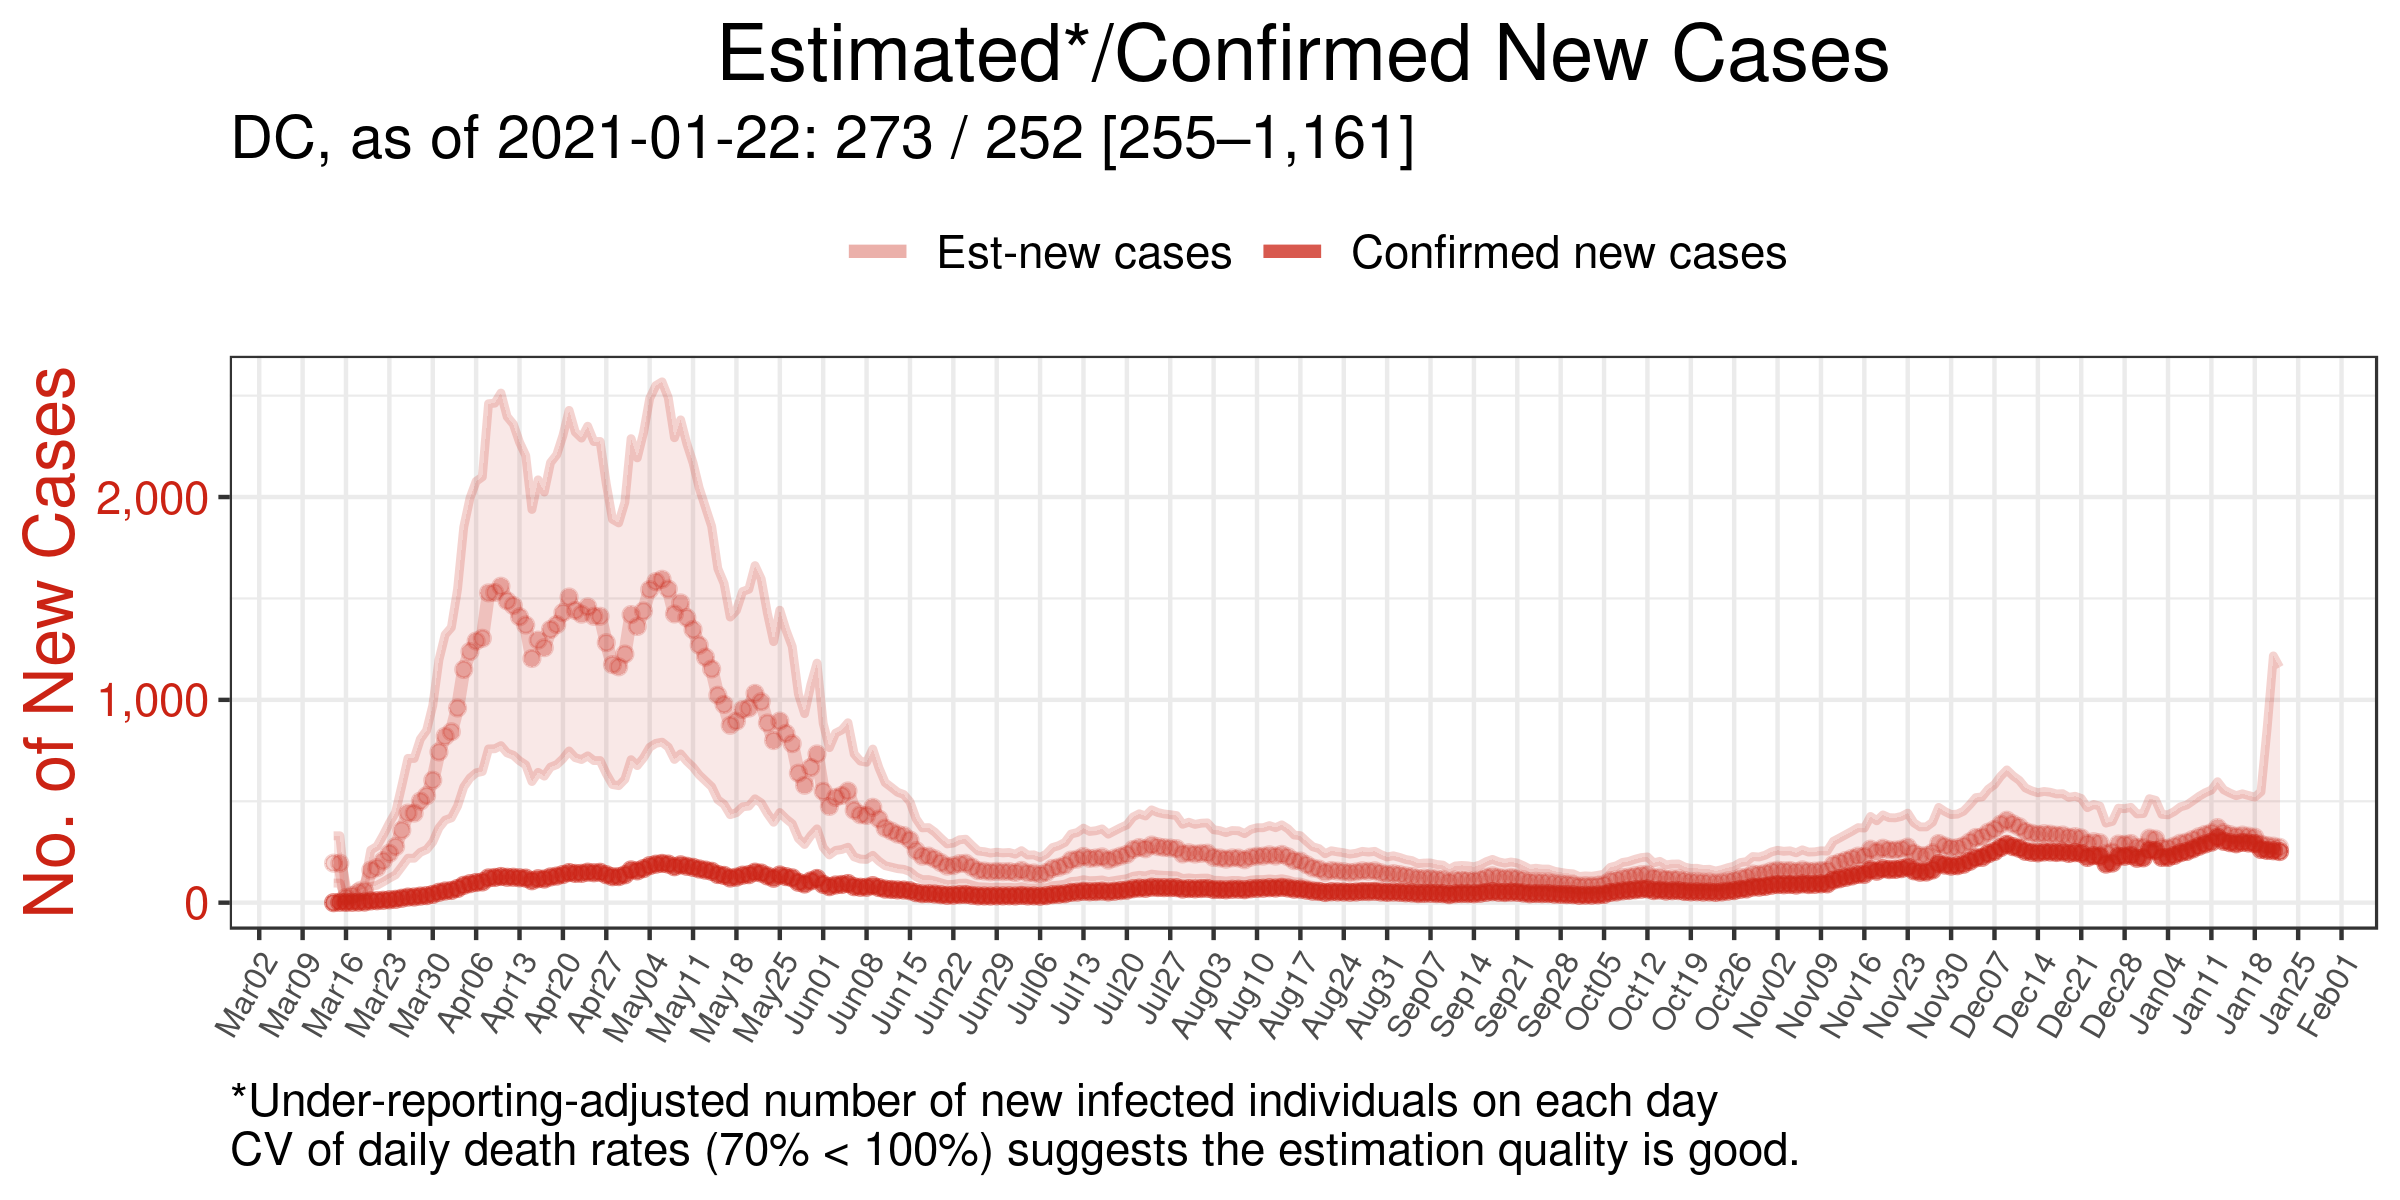 Estimated*/Confirmed New Cases
DC, as of 2021-01-22: 273 / 252 [255–1,161]
Est-new cases
Confirmed new cases
No. of New Cases
2,000
1,000
0
Mar02
Mar09
Mar16
Mar23
Mar30
Apr06
Apr13
Apr20
Apr27
May04
May11
May18
May25
Jun01
Jun08
Jun15
Jun22
Jun29
Jul06
Jul13
Jul20
Jul27
Aug03
Aug10
Aug17
Aug24
Aug31
Sep07
Sep14
Sep21
Sep28
Oct05
Oct12
Oct19
Oct26
Nov02
Nov09
Nov16
Nov23
Nov30
Dec07
Dec14
Dec21
Dec28
Jan04
Jan11
Jan18
Jan25
Feb01
*Under-reporting-adjusted number of new infected individuals on each day
CV of daily death rates (70% < 100%) suggests the estimation quality is good.